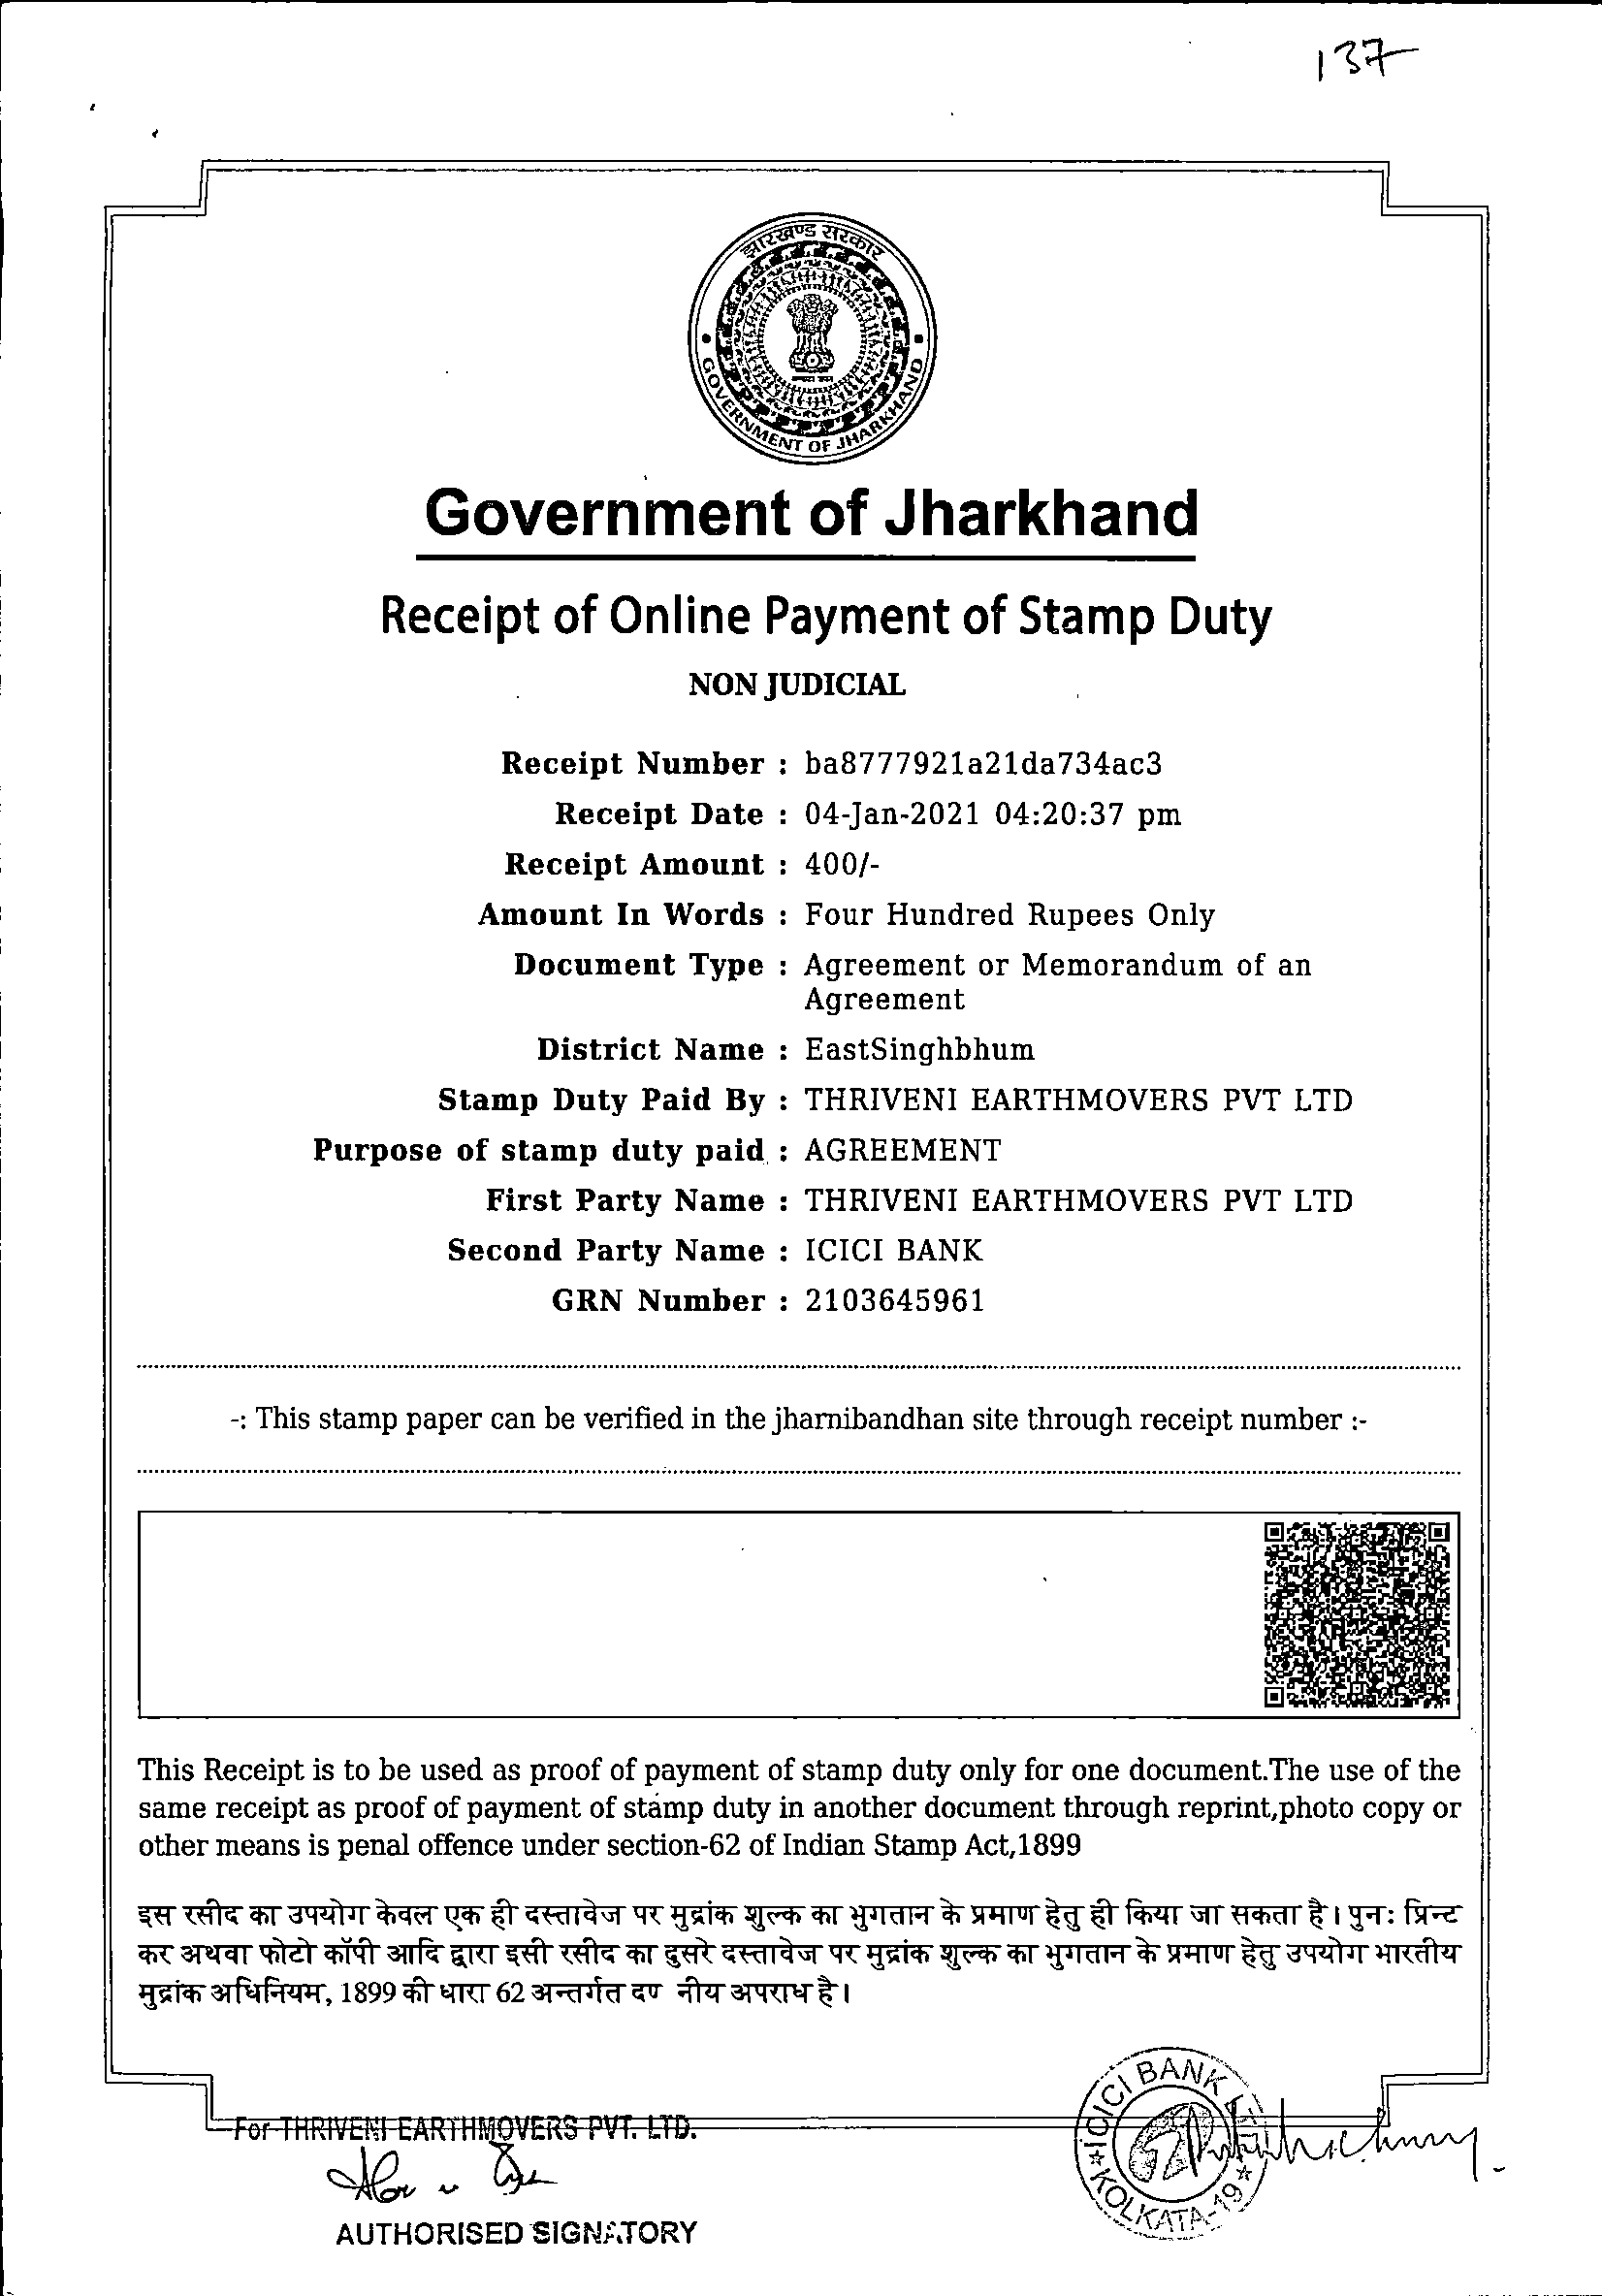 137
झारखण्ड सरकार
GOVERNMENT OF JHARKHAND
Government of Jharkhand
Receipt of Online Payment of Stamp Duty
NON JUDICIAL
Receipt Number : ba8777921a21da734ac3
Receipt Date : 04-Jan-2021 04:20:37 pm
Receipt Amount : 400/-
Amount In Words : Four Hundred Rupees Only
Document Type : Agreement or Memorandum of an
Agreement
District Name : EastSinghbhum
Stamp Duty Paid By : THRIVENI EARTHMOVERS PVT LTD
Purpose of stamp duty paid : AGREEMENT
First Party Name : THRIVENI EARTHMOVERS PVT LTD
Second Party Name : ICICI BANK
GRN Number : 2103645961
-: This stamp paper can be verified in the jharnibandhan site through receipt number :-
This Receipt is to be used as proof of payment of stamp duty only for one document.The use of the
same receipt as proof of payment of stamp duty in another document through reprint,photo copy or
other means is penal offence under section-62 of Indian Stamp Act,1899
इस रसीद का उपयोग केवल एक ही दस्तावेज पर मुद्रांक शुल्क का भुगतान के प्रमाण हेतु ही किया जा सकता है। पुनः प्रिन्ट
कर अथवा फोटो कॉपी आदि द्वारा इसी रसीद का दुसरे दस्तावेज पर मुद्रांक शुल्क का भुगतान के प्रमाण हेतु उपयोग भारतीय
मुद्रांक अधिनियम, 1899 की धारा 62 अन्तर्गत दण नीय अपराध है।
For THRIVENI EARTHMOVERS PVT. LTD.
AUTHORISED SIGNATORY
ICICI BANK
KOLKATA-19